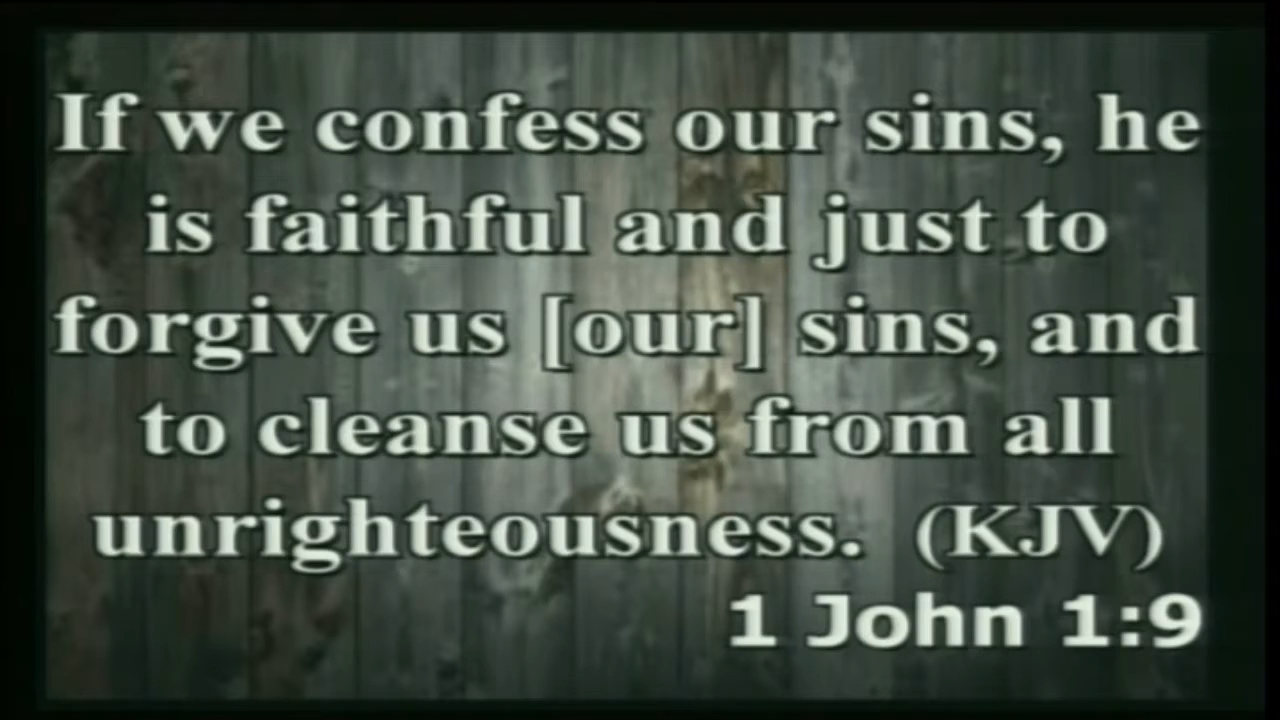 If we confess our sins, he
is faithful and just to
forgive us [our] sins, and
to cleanse us from all
unrighteousness. (KJV)
1 John 1:9